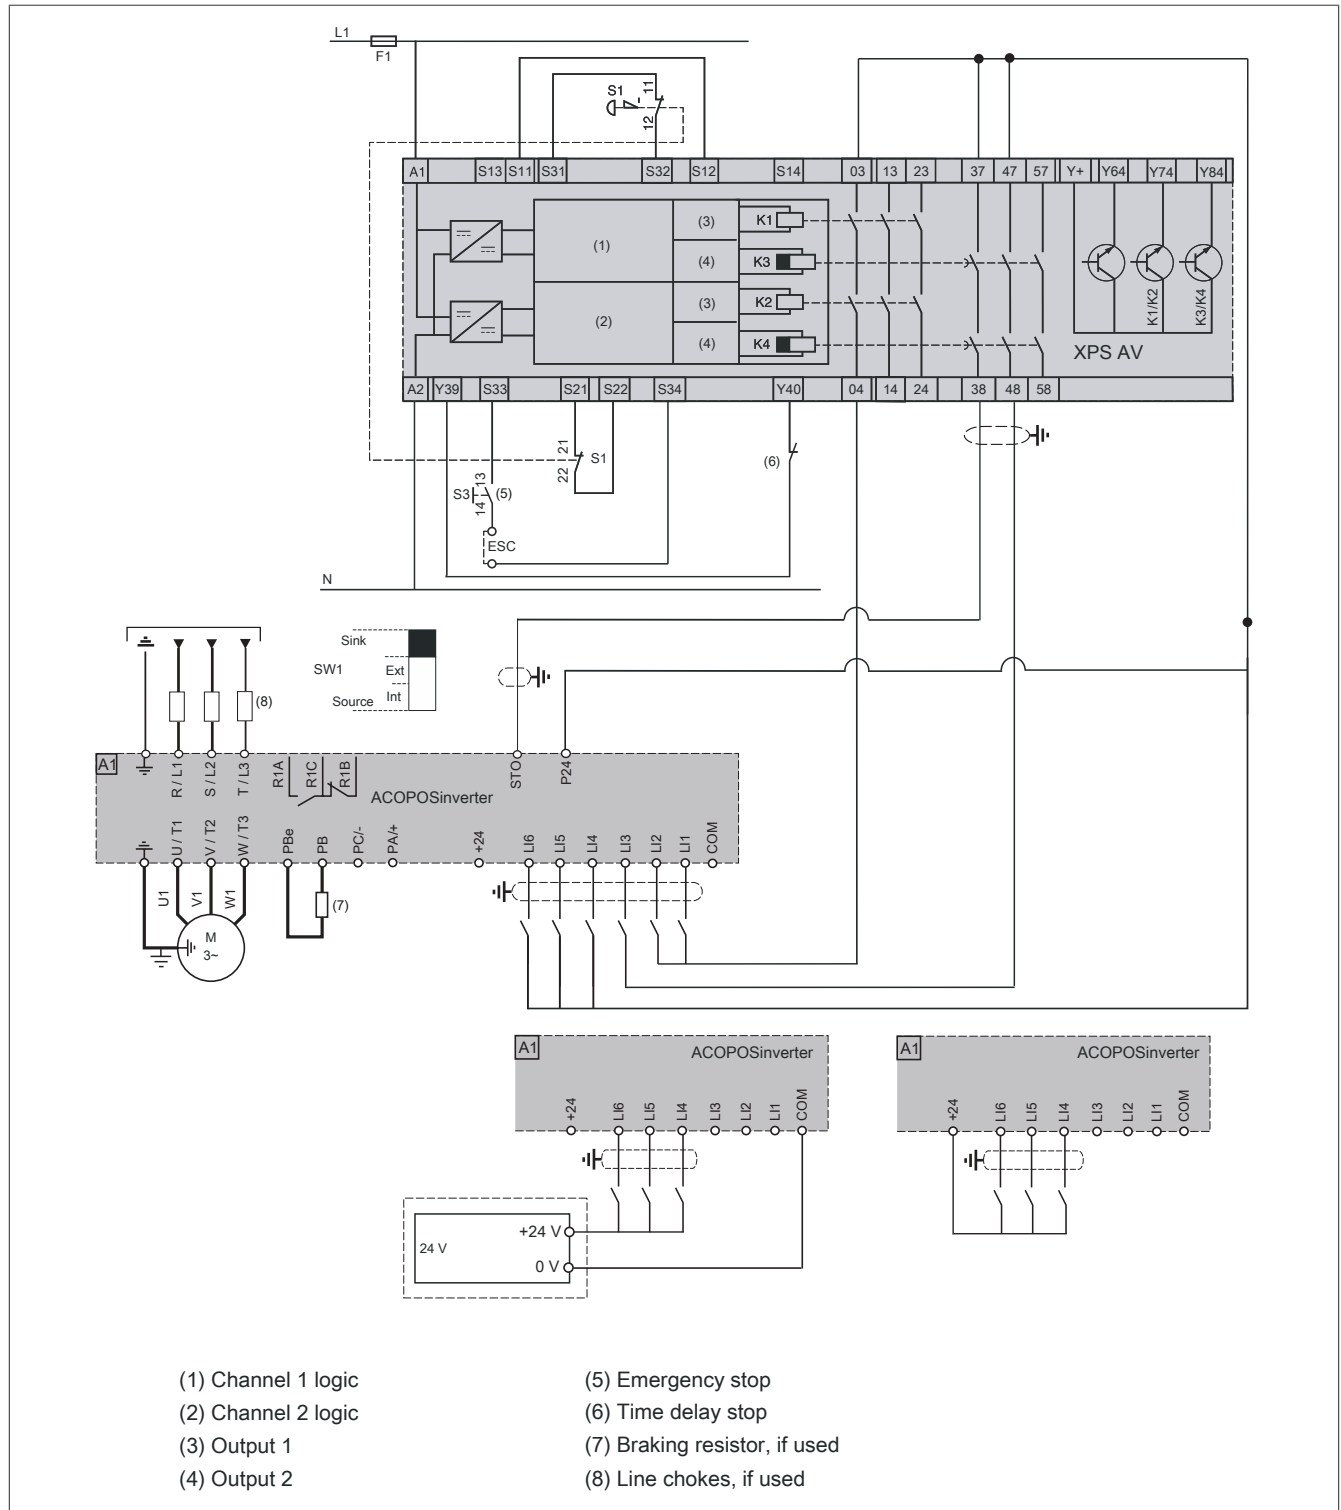 L1
F1
S1
11
12
A1
S13
S11
S31
S32
S12
S14
03
13
23
37
47
57
Y+
Y64
Y74
Y84
(1)
(3)
K1
(4)
K3
(2)
(3)
K2
(4)
K4
K1/K2
K3/K4
XPS AV
A2
Y39
S33
S21
S22
S34
Y40
04
14
24
38
48
58
21
22
S1
(6)
S3
13
14
(5)
ESC
N
Sink
SW1
Ext
Int
Source
(8)
A1
R / L1
S / L2
T / L3
R1A
R1C
R1B
STO
P24
ACOPOSinverter
U / T1
V / T2
W / T3
PBe
PB
PC/-
PA/+
+24
LI6
LI5
LI4
LI3
LI2
LI1
COM
U1
V1
W1
(7)
M
3~
A1
ACOPOSinverter
+24
LI6
LI5
LI4
LI3
LI2
LI1
COM
24 V
+24 V
0 V
A1
ACOPOSinverter
+24
LI6
LI5
LI4
LI3
LI2
LI1
COM
(1) Channel 1 logic
(2) Channel 2 logic
(3) Output 1
(4) Output 2
(5) Emergency stop
(6) Time delay stop
(7) Braking resistor, if used
(8) Line chokes, if used